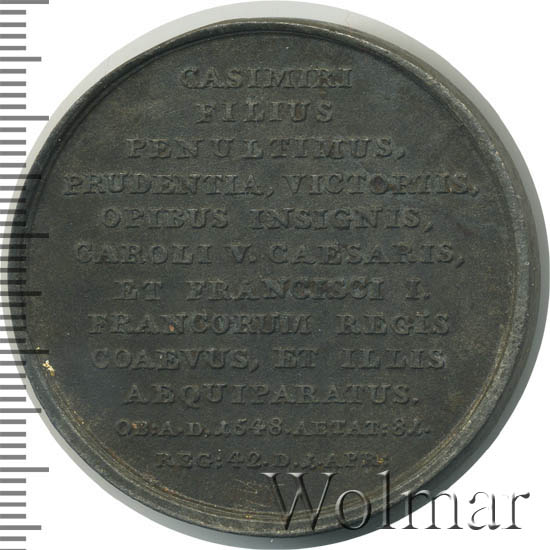 CASIMIRI
FILIUS
PENULTIMUS,
PRUDENTIA, VICTORIIS,
OPIBUS INSIGNIS,
CAROLI V. CAESARIS,
ET FRANCISCI I.
FRANCORUM REGIS
COAEVUS, ET ILLIS
AEQUIPARATUS.
OB: A. D. 1548. AETAT: 81.
REG: 42. D. 1. APR.
Wolmar